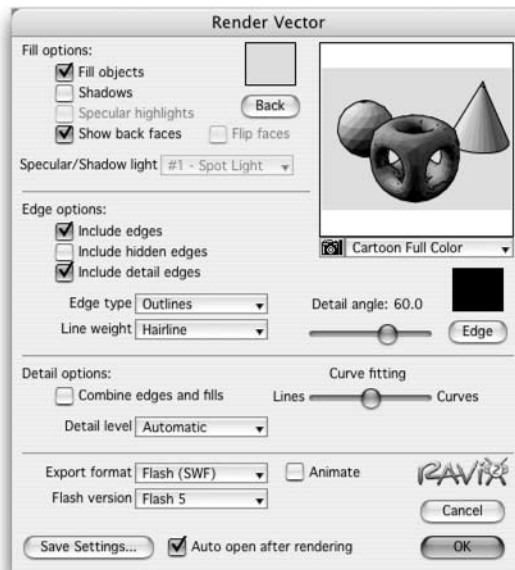 Render Vector
Fill options:
Fill objects
Shadows
Specular highlights
Back
Show back faces
Flip faces
Specular/Shadow light
#1 - Spot Light
Edge options:
Include edges
Include hidden edges
Include detail edges
Cartoon Full Color
Edge type
Outlines
Detail angle: 60.0
Line weight
Hairline
Edge
Detail options:
Curve fitting
Combine edges and fills
Lines
Curves
Detail level
Automatic
Export format
Flash (SWF)
Animate
RAViX
Flash version
Flash 5
Cancel
Save Settings...
Auto open after rendering
OK